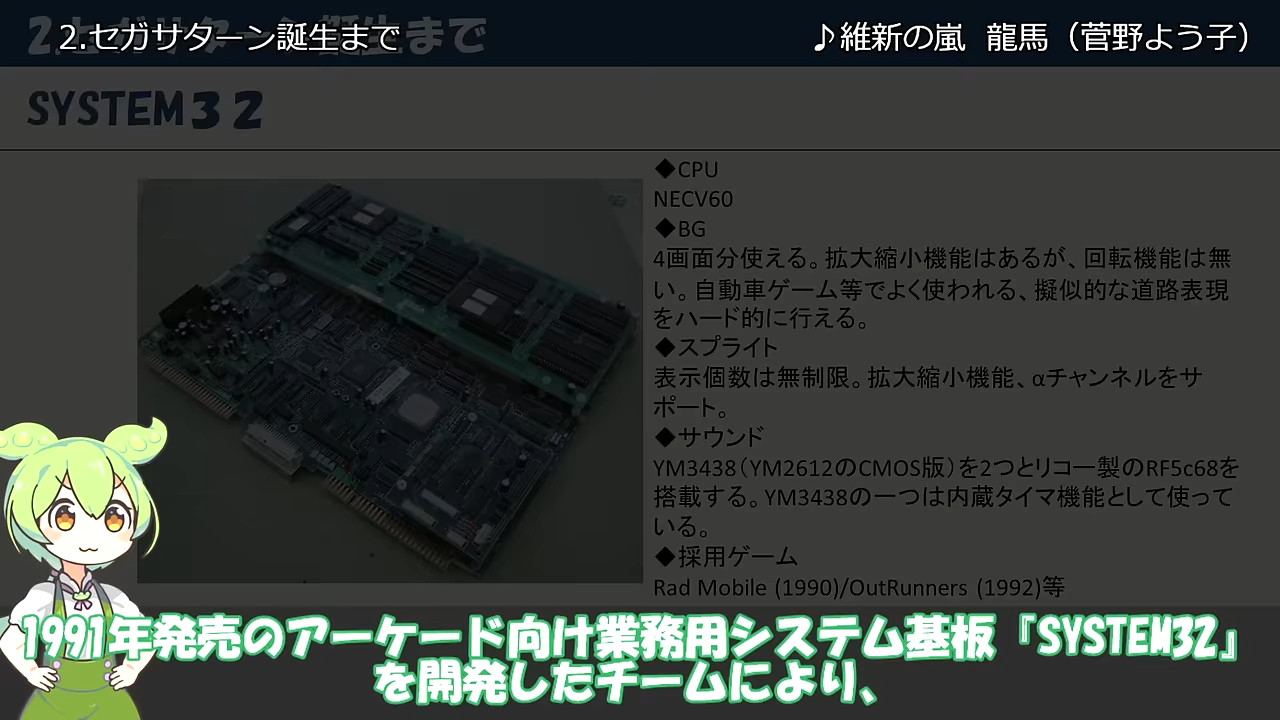 2.セガサターン誕生まで
♪維新の嵐 龍馬（菅野よう子）
2.セガサターン誕生まで
SYSTEM32
◆CPU
NECV60
◆BG
4画面分使える。拡大縮小機能はあるが、回転機能は無
い。自動車ゲーム等でよく使われる、擬似的な道路表現
をハード的に行える。
◆スプライト
表示個数は無制限。拡大縮小機能、αチャンネルをサ
ポート。
◆サウンド
YM3438（YM2612のCMOS版）を2つとリコー製のRF5c68を
搭載する。YM3438の一つは内蔵タイマ機能として使って
いる。
◆採用ゲーム
Rad Mobile (1990)/OutRunners (1992)等
1991年発売のアーケード向け業務用システム基板『SYSTEM32』
を開発したチームにより、